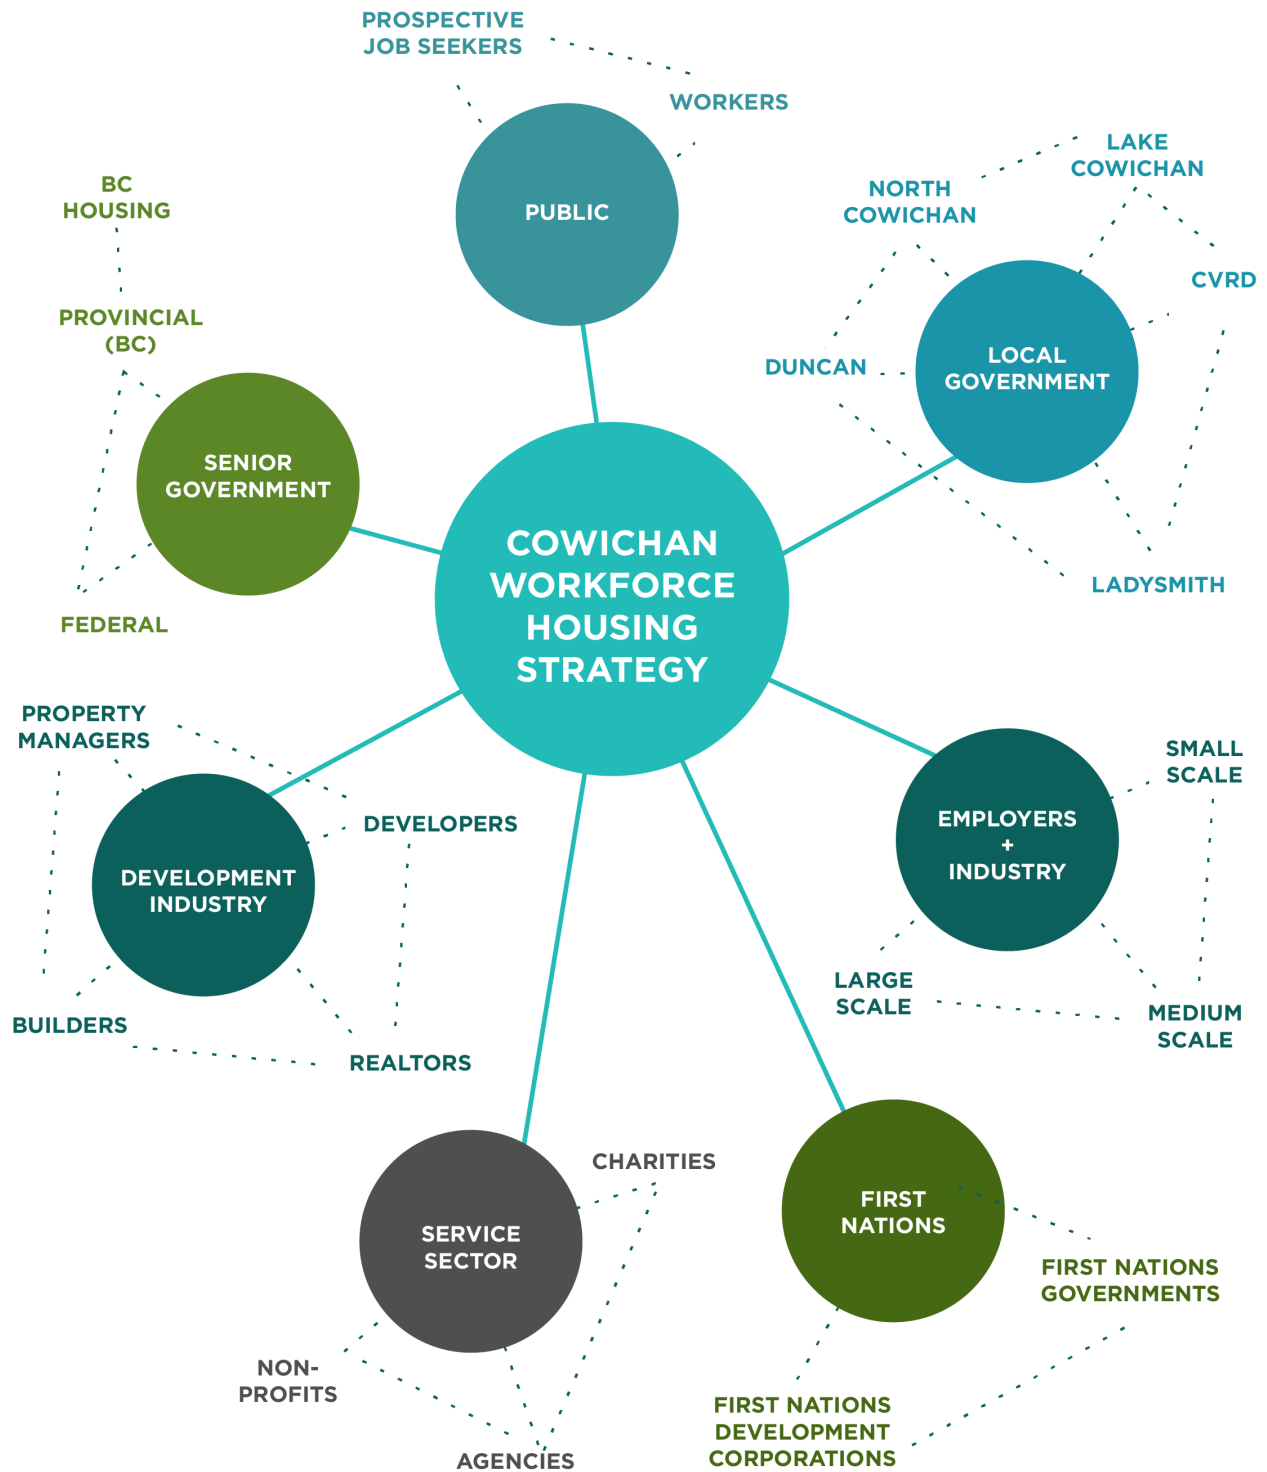 PROSPECTIVE
JOB SEEKERS
WORKERS
PUBLIC
LAKE
COWICHAN
NORTH
COWICHAN
CVRD
DUNCAN
LOCAL
GOVERNMENT
LADYSMITH
BC
HOUSING
PROVINCIAL
(BC)
SENIOR
GOVERNMENT
FEDERAL
COWICHAN
WORKFORCE
HOUSING
STRATEGY
PROPERTY
MANAGERS
DEVELOPERS
DEVELOPMENT
INDUSTRY
BUILDERS
REALTORS
SMALL
SCALE
EMPLOYERS
+
INDUSTRY
LARGE
SCALE
MEDIUM
SCALE
CHARITIES
SERVICE
SECTOR
NON-
PROFITS
AGENCIES
FIRST
NATIONS
FIRST NATIONS
GOVERNMENTS
FIRST NATIONS
DEVELOPMENT
CORPORATIONS